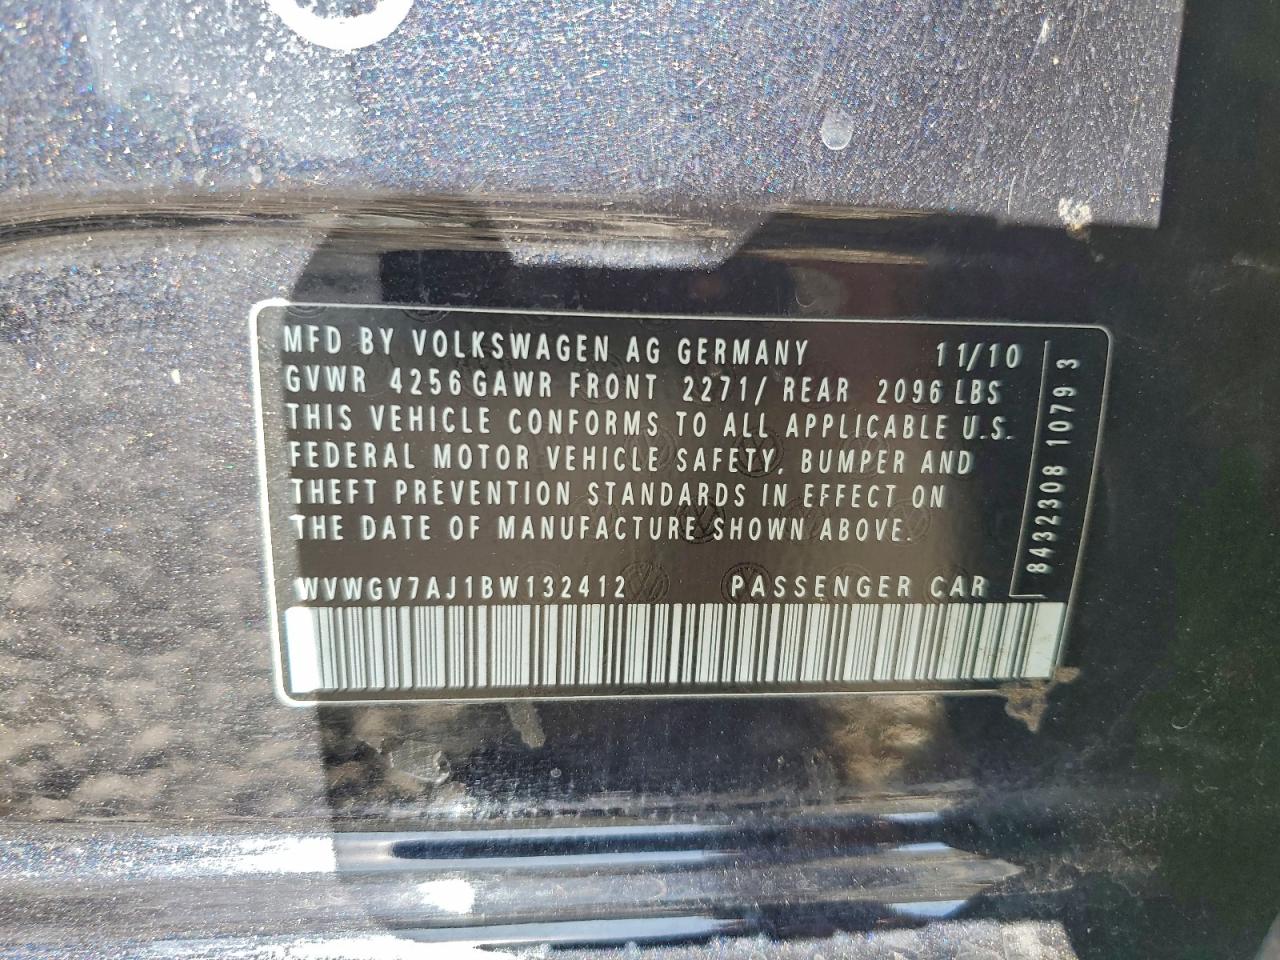 MFD BY VOLKSWAGEN AG GERMANY 11/10
GVWR 4256 GAWR FRONT 2271/ REAR 2096 LBS
THIS VEHICLE CONFORMS TO ALL APPLICABLE U.S.
FEDERAL MOTOR VEHICLE SAFETY, BUMPER AND
THEFT PREVENTION STANDARDS IN EFFECT ON
THE DATE OF MANUFACTURE SHOWN ABOVE.
WVWGV7AJ1BW132412 PASSENGER CAR
8432308 10793